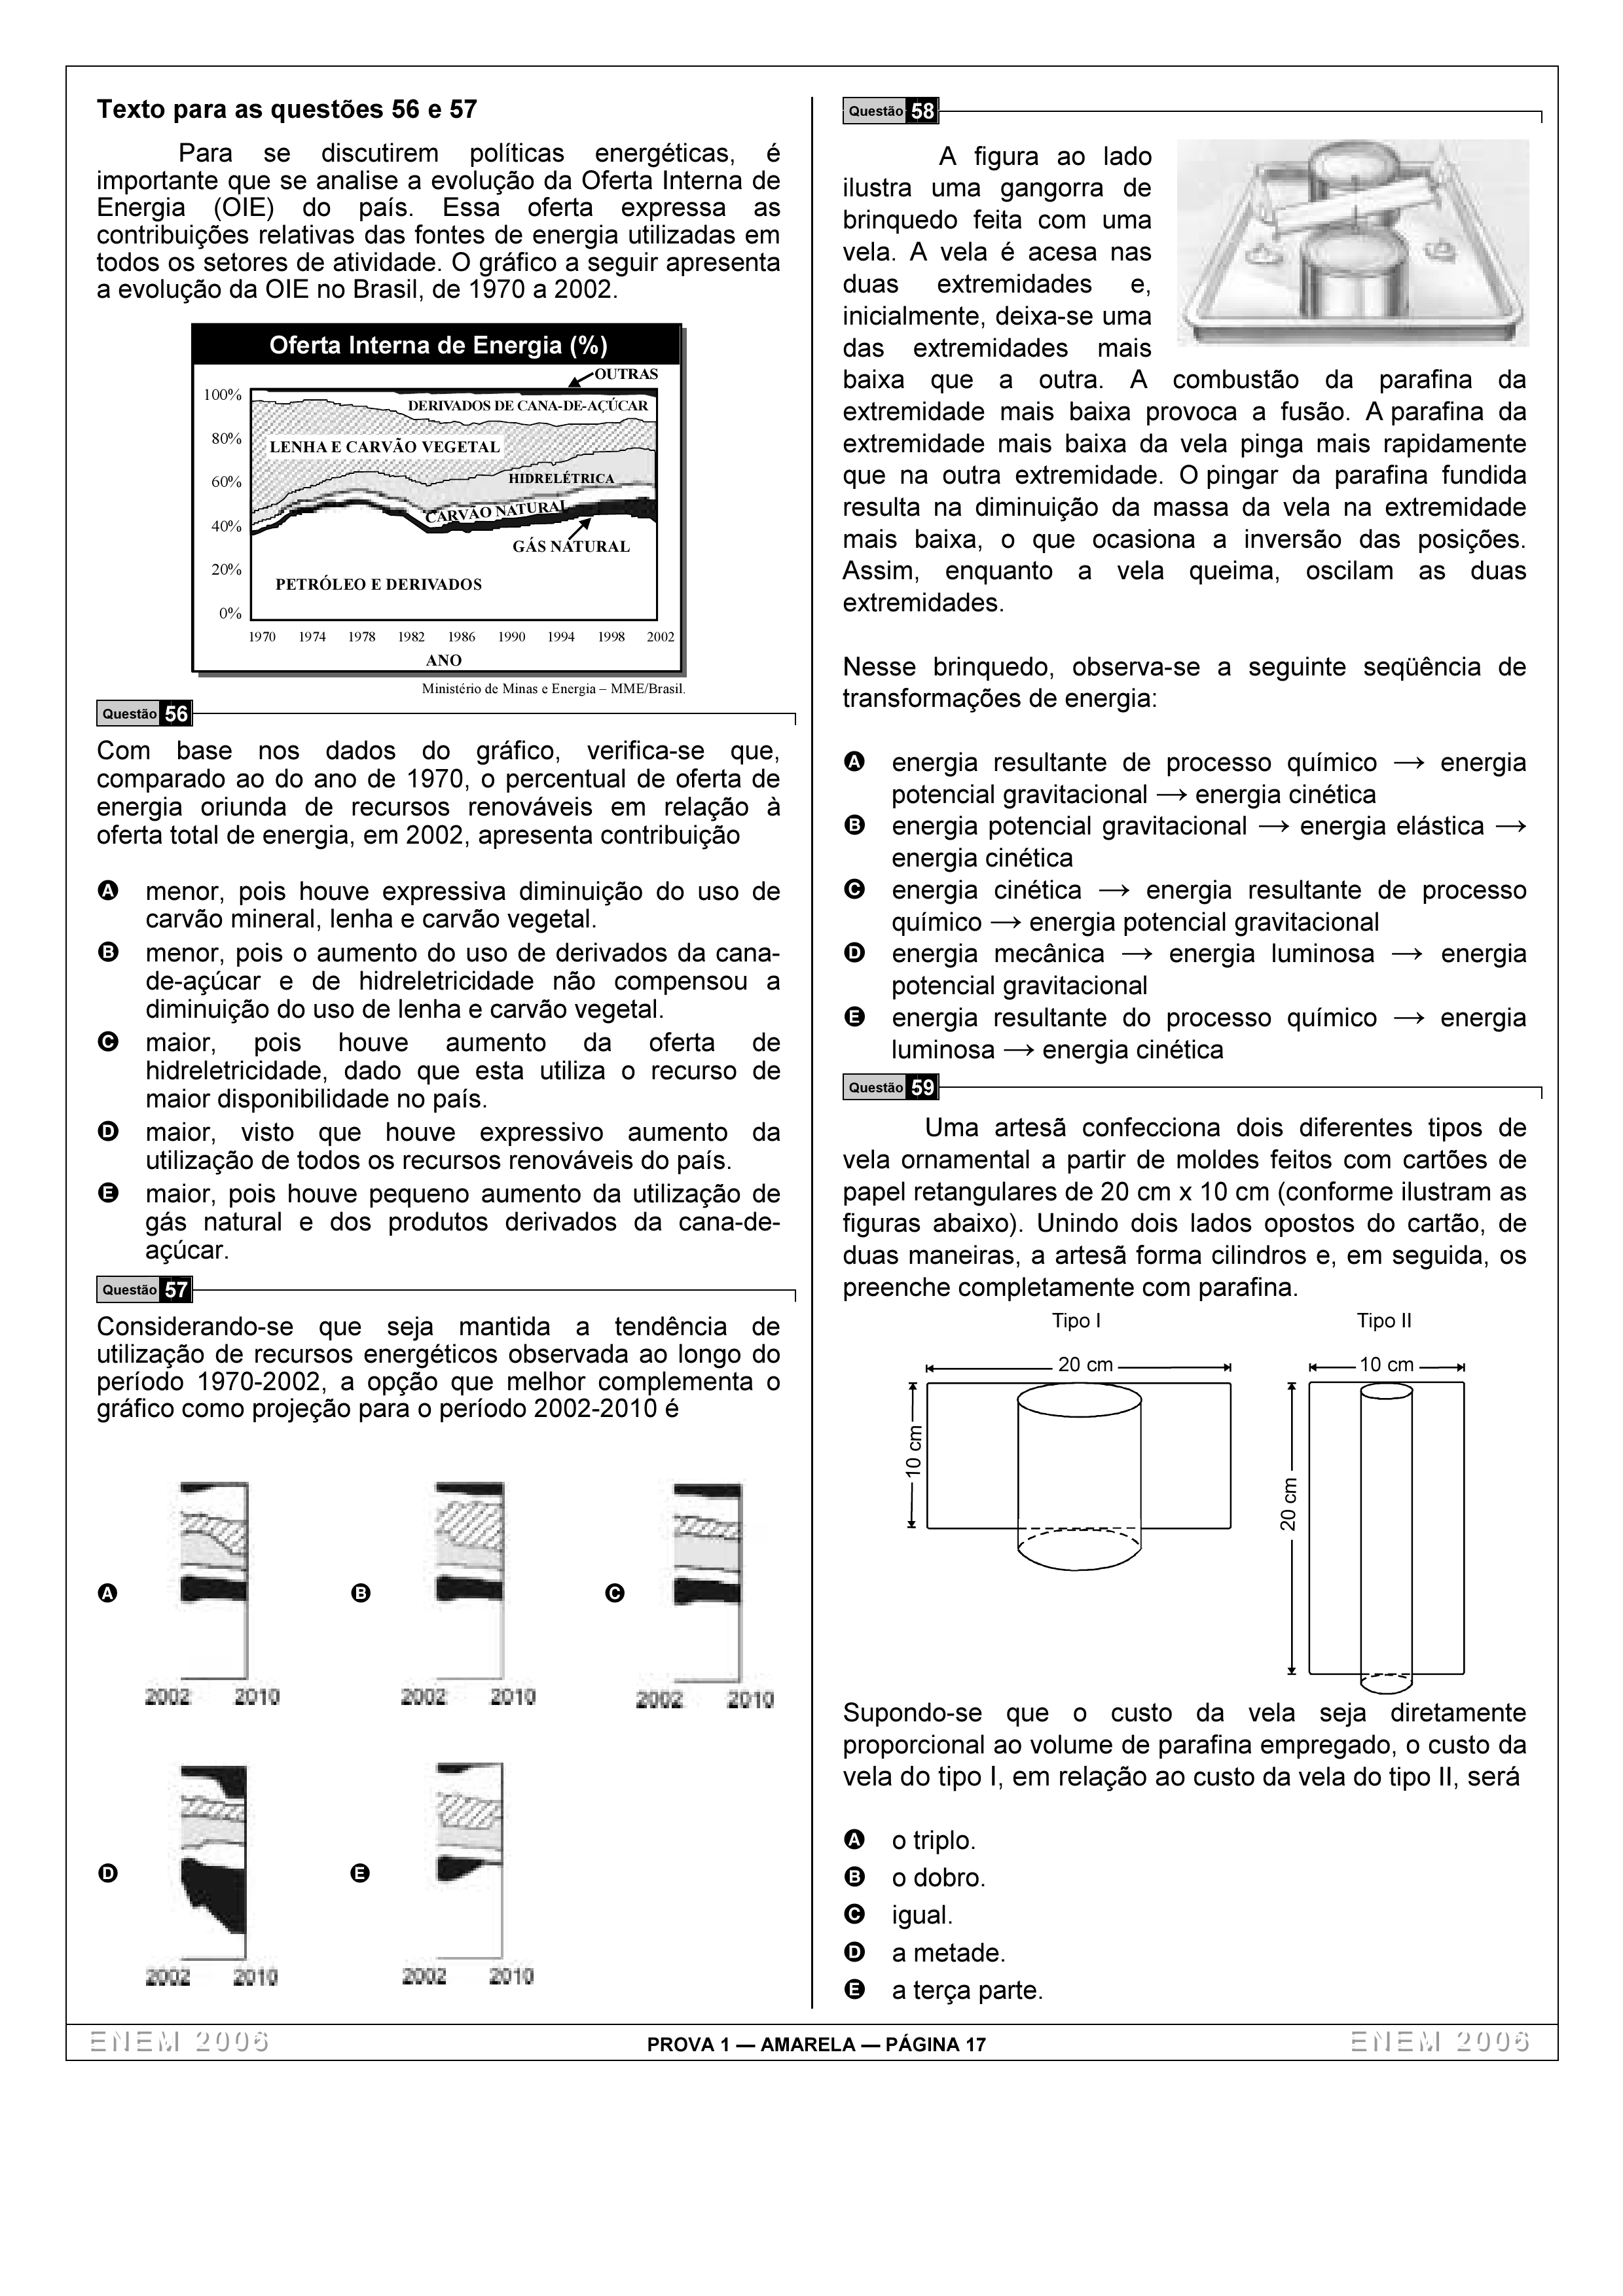 Texto para as questões 56 e 57
Para se discutirem políticas energéticas, é
importante que se analise a evolução da Oferta Interna de
Energia (OIE) do país. Essa oferta expressa as
contribuições relativas das fontes de energia utilizadas em
todos os setores de atividade. O gráfico a seguir apresenta
a evolução da OIE no Brasil, de 1970 a 2002.
Oferta Interna de Energia (%)
OUTRAS
100%
DERIVADOS DE CANA-DE-AÇÚCAR
80%
LENHA E CARVÃO VEGETAL
60%
HIDRELÉTRICA
CARVÃO NATURAL
40%
GÁS NATURAL
20%
PETRÓLEO E DERIVADOS
0%
1970 1974 1978 1982 1986 1990 1994 1998 2002
ANO
Ministério de Minas e Energia – MME/Brasil.
Questão 56
Com base nos dados do gráfico, verifica-se que,
comparado ao do ano de 1970, o percentual de oferta de
energia oriunda de recursos renováveis em relação à
oferta total de energia, em 2002, apresenta contribuição
A menor, pois houve expressiva diminuição do uso de
carvão mineral, lenha e carvão vegetal.
B menor, pois o aumento do uso de derivados da cana-
de-açúcar e de hidreletricidade não compensou a
diminuição do uso de lenha e carvão vegetal.
C maior, pois houve aumento da oferta de
hidreletricidade, dado que esta utiliza o recurso de
maior disponibilidade no país.
D maior, visto que houve expressivo aumento da
utilização de todos os recursos renováveis do país.
E maior, pois houve pequeno aumento da utilização de
gás natural e dos produtos derivados da cana-de-
açúcar.
Questão 57
Considerando-se que seja mantida a tendência de
utilização de recursos energéticos observada ao longo do
período 1970-2002, a opção que melhor complementa o
gráfico como projeção para o período 2002-2010 é
A
2002 2010
B
2002 2010
C
2002 2010
D
2002 2010
E
2002 2010
Questão 58
A figura ao lado
ilustra uma gangorra de
brinquedo feita com uma
vela. A vela é acesa nas
duas extremidades e,
inicialmente, deixa-se uma
das extremidades mais
baixa que a outra. A combustão da parafina da
extremidade mais baixa provoca a fusão. A parafina da
extremidade mais baixa da vela pinga mais rapidamente
que na outra extremidade. O pingar da parafina fundida
resulta na diminuição da massa da vela na extremidade
mais baixa, o que ocasiona a inversão das posições.
Assim, enquanto a vela queima, oscilam as duas
extremidades.
Nesse brinquedo, observa-se a seguinte seqüência de
transformações de energia:
A energia resultante de processo químico → energia
potencial gravitacional → energia cinética
B energia potencial gravitacional → energia elástica →
energia cinética
C energia cinética → energia resultante de processo
químico → energia potencial gravitacional
D energia mecânica → energia luminosa → energia
potencial gravitacional
E energia resultante do processo químico → energia
luminosa → energia cinética
Questão 59
Uma artesã confecciona dois diferentes tipos de
vela ornamental a partir de moldes feitos com cartões de
papel retangulares de 20 cm x 10 cm (conforme ilustram as
figuras abaixo). Unindo dois lados opostos do cartão, de
duas maneiras, a artesã forma cilindros e, em seguida, os
preenche completamente com parafina.
Tipo I
20 cm
10 cm
Tipo II
10 cm
20 cm
Supondo-se que o custo da vela seja diretamente
proporcional ao volume de parafina empregado, o custo da
vela do tipo I, em relação ao custo da vela do tipo II, será
A o triplo.
B o dobro.
C igual.
D a metade.
E a terça parte.
ENEM 2006
PROVA 1 — AMARELA — PÁGINA 17
ENEM 2006